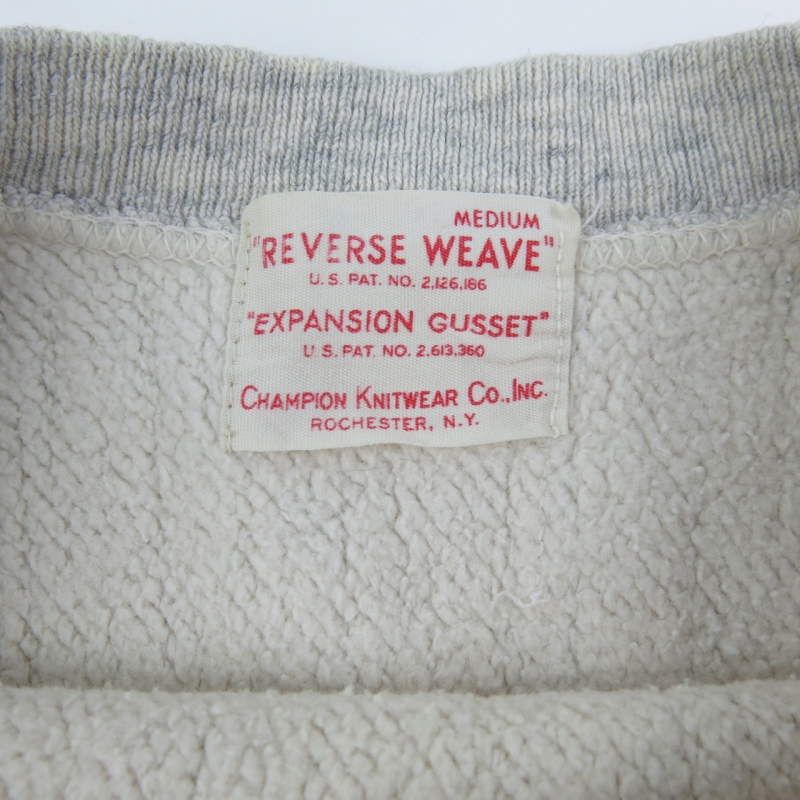 MEDIUM
"REVERSE WEAVE"
U.S. PAT. NO. 2,126,186
"EXPANSION GUSSET"
U.S. PAT. NO. 2,613,360
CHAMPION KNITWEAR CO., INC.
ROCHESTER, N.Y.